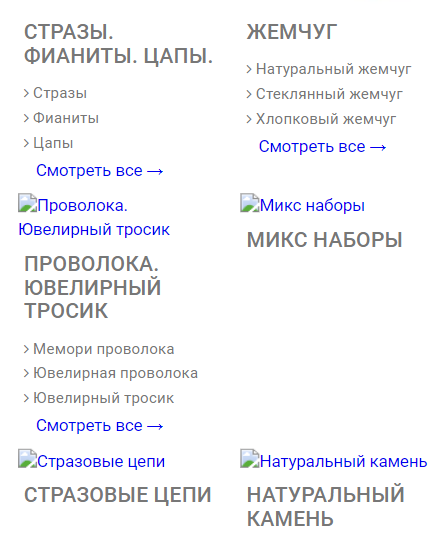 СТРАЗЫ.
ФИАНИТЫ. ЦАПЫ.
Стразы
Фианиты
Цапы
Смотреть все →
ЖЕМЧУГ
Натуральный жемчуг
Стеклянный жемчуг
Хлопковый жемчуг
Смотреть все →
Проволока.
Ювелирный тросик
ПРОВОЛОКА.
ЮВЕЛИРНЫЙ
ТРОСИК
Мемори проволока
Ювелирная проволока
Ювелирный тросик
Смотреть все →
Микс наборы
МИКС НАБОРЫ
Стразовые цепи
СТРАЗОВЫЕ ЦЕПИ
Натуральный камень
НАТУРАЛЬНЫЙ
КАМЕНЬ